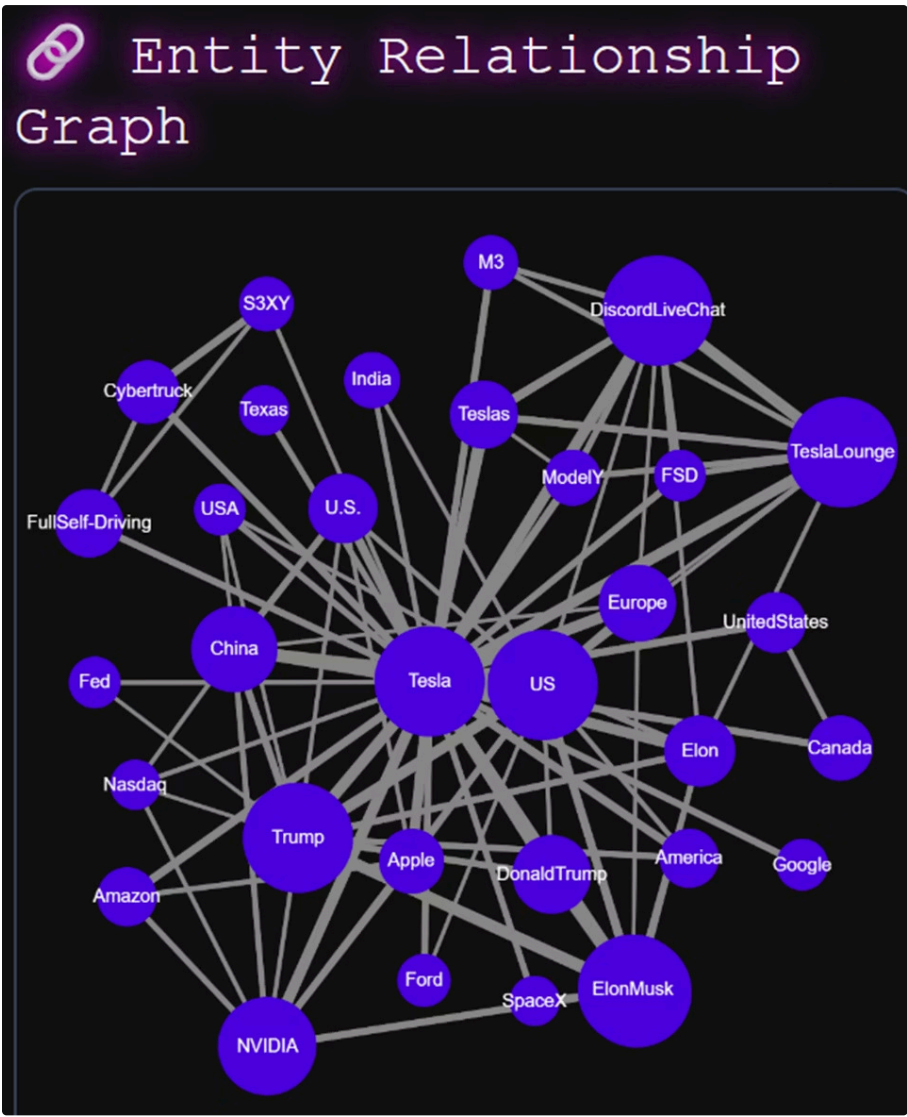 Entity Relationship
Graph
M3
S3XY
DiscordLiveChat
India
Cybertruck
Texas
Teslas
TeslaLounge
ModelY
FSD
USA
U.S.
FullSelf-Driving
Europe
UnitedStates
China
Tesla
US
Fed
Elon
Canada
Nasdaq
Trump
Apple
America
Google
DonaldTrump
Amazon
Ford
ElonMusk
SpaceX
NVIDIA